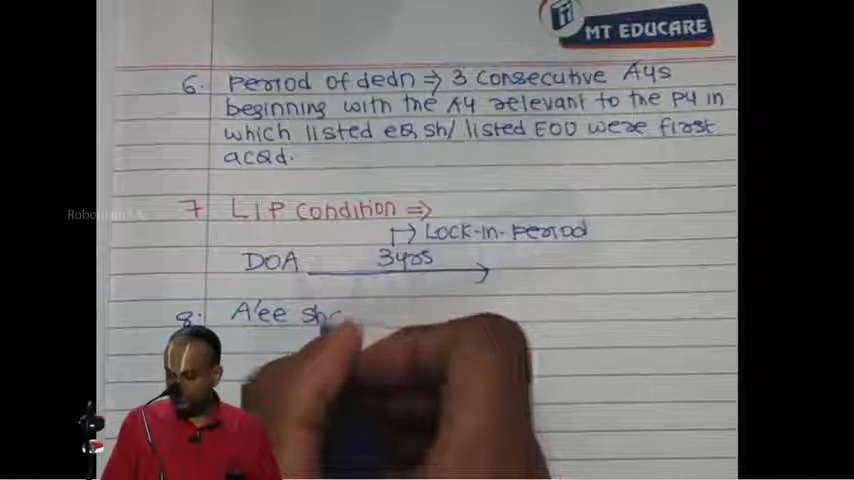 MT EDUCARE
6. Period of dedn ⇒ 3 consecutive AYs
beginning with the AY relevant to the PY in
which listed eq sh/ listed EOU were first
acqd.
7 LIP condition ⇒
Lock-in-period
DOA 3yrs
8. A'ee sh